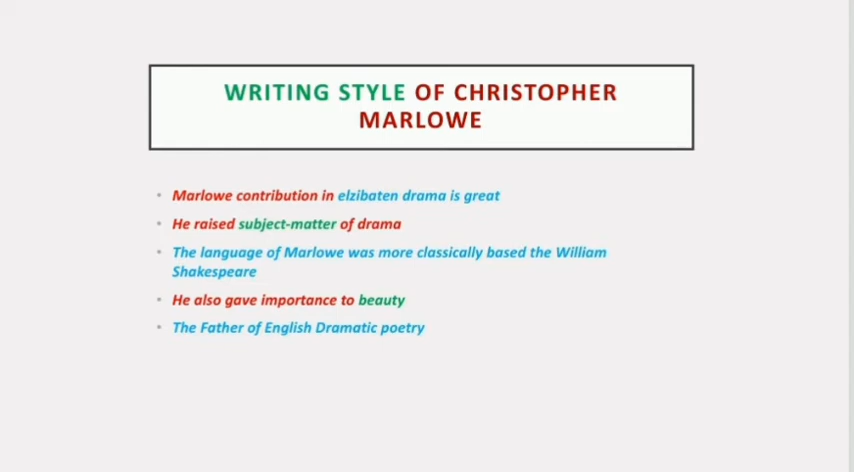 WRITING STYLE OF CHRISTOPHER
MARLOWE
• Marlowe contribution in elzibaten drama is great
• He raised subject-matter of drama
• The language of Marlowe was more classically based the William
Shakespeare
• He also gave importance to beauty
• The Father of English Dramatic poetry